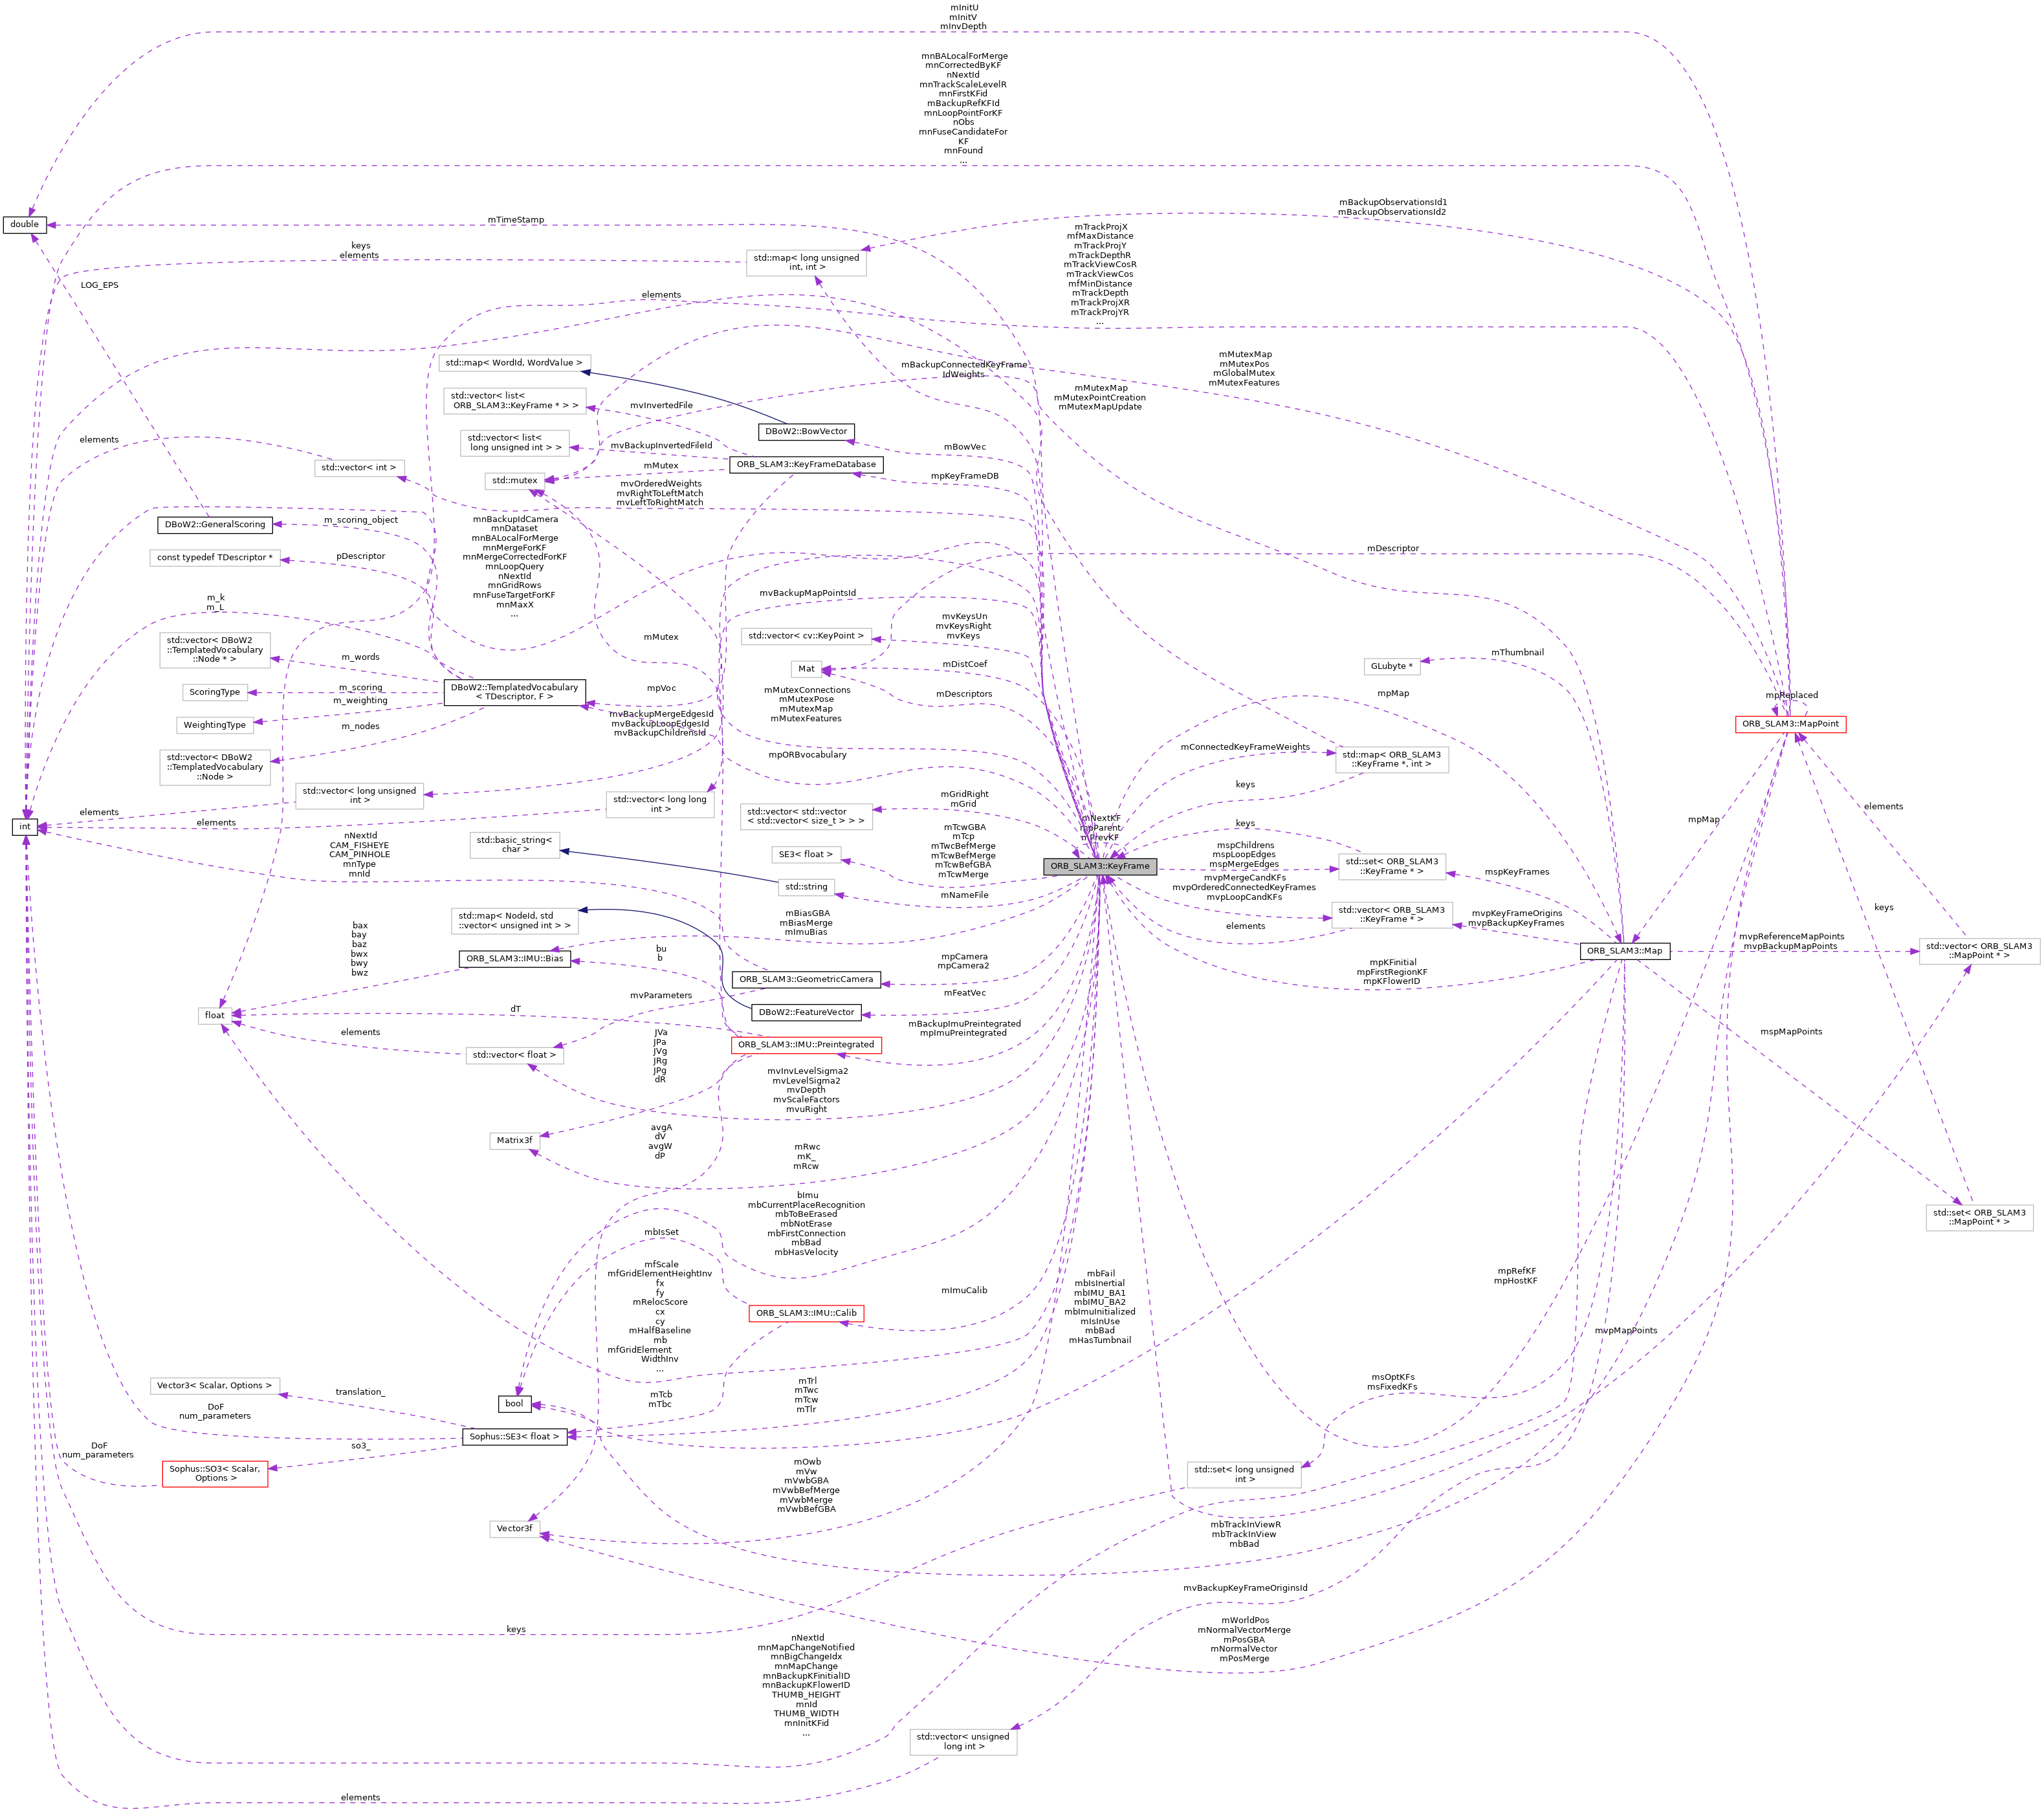 mInitU
mInitV
mInvDepth
mnBALocalForMerge
mnCorrectedByKF
nNextId
mnTrackScaleLevelR
mnFirstKFid
mBackupRefKFId
mnLoopPointForKF
nObs
mnFuseCandidateFor
KF
mnFound
...
double
mTimeStamp
mBackupObservationsId1
mBackupObservationsId2
keys
elements
std::map< long unsigned
int, int >
mTrackProjX
mfMaxDistance
mTrackProjY
mTrackDepthR
mTrackViewCosR
mTrackViewCos
mfMinDistance
mTrackDepth
mTrackProjXR
mTrackProjYR
...
LOG_EPS
elements
std::map< WordId, WordValue >
mBackupConnectedKeyFrame
IdWeights
mMutexMap
mMutexPos
mGlobalMutex
mMutexFeatures
mMutexMap
mMutexPointCreation
mMutexMapUpdate
std::vector< list<
ORB_SLAM3::KeyFrame * > >
mvInvertedFile
DBoW2::BowVector
mBowVec
elements
std::vector< list<
long unsigned int > >
mvBackupInvertedFileId
std::vector< int >
mMutex
ORB_SLAM3::KeyFrameDatabase
mpKeyFrameDB
std::mutex
mvOrderedWeights
mvRightToLeftMatch
mvLeftToRightMatch
DBoW2::GeneralScoring
m_scoring_object
mnBackupIdCamera
mnDataset
mnBALocalForMerge
mnMergeForKF
mnMergeCorrectedForKF
mnLoopQuery
nNextId
mnGridRows
mnFuseTargetForKF
mnMaxX
...
mDescriptor
const typedef TDescriptor *
pDescriptor
m_k
m_L
mvBackupMapPointsId
std::vector< DBoW2
::TemplatedVocabulary
::Node * >
m_words
mMutex
std::vector< cv::KeyPoint >
mvKeysUn
mvKeysRight
mvKeys
mThumbnail
Mat
mDistCoef
GLubyte *
ScoringType
m_scoring
DBoW2::TemplatedVocabulary
< TDescriptor, F >
mpVoc
mMutexConnections
mMutexPose
mMutexMap
mMutexFeatures
mDescriptors
mpMap
mpReplaced
ORB_SLAM3::MapPoint
WeightingType
m_weighting
m_nodes
mvBackupMergeEdgesId
mvBackupLoopEdgesId
mvBackupChildrensId
std::vector< DBoW2
::TemplatedVocabulary
::Node >
mpORBvocabulary
mConnectedKeyFrameWeights
std::map< ORB_SLAM3
::KeyFrame *, int >
std::vector< long unsigned
int >
std::vector< long long
int >
keys
int
elements
elements
std::vector< std::vector
< std::vector< size_t > > >
mGridRight
mGrid
mNextKF
mpParent
mPrevKF
keys
mpMap
elements
nNextId
CAM_FISHEYE
CAM_PINHOLE
mnType
mnId
std::basic_string<
char >
SE3< float >
mTcwGBA
mTcp
mTwcBefMerge
mTcwBefMerge
mTcwBefGBA
mTcwMerge
ORB_SLAM3::KeyFrame
mspChildrens
mspLoopEdges
mspMergeEdges
std::set< ORB_SLAM3
::KeyFrame * >
mspKeyFrames
std::string
mNameFile
mvpMergeCandKFs
mvpOrderedConnectedKeyFrames
mvpLoopCandKFs
std::vector< ORB_SLAM3
::KeyFrame * >
mvpKeyFrameOrigins
mvpBackupKeyFrames
keys
std::map< NodeId, std
::vector< unsigned int > >
mBiasGBA
mBiasMerge
mImuBias
elements
bax
bay
baz
bwx
bwy
bwz
ORB_SLAM3::IMU::Bias
bu
b
mpCamera
mpCamera2
ORB_SLAM3::Map
mvpReferenceMapPoints
mvpBackupMapPoints
std::vector< ORB_SLAM3
::MapPoint * >
mpKFinitial
mpFirstRegionKF
mpKFlowerID
ORB_SLAM3::GeometricCamera
mvParameters
mFeatVec
float
dT
DBoW2::FeatureVector
mBackupImuPreintegrated
mpImuPreintegrated
mspMapPoints
elements
std::vector< float >
JVa
JPa
JVg
JRg
JPg
dR
ORB_SLAM3::IMU::Preintegrated
mvInvLevelSigma2
mvLevelSigma2
mvDepth
mvScaleFactors
mvuRight
Matrix3f
avgA
dV
avgW
dP
mRwc
mK_
mRcw
bImu
mbCurrentPlaceRecognition
mbToBeErased
mbNotErase
mbFirstConnection
mbBad
mbHasVelocity
std::set< ORB_SLAM3
::MapPoint * >
mbIsSet
mfScale
mfGridElementHeightInv
fx
fy
mRelocScore
cx
cy
mHalfBaseline
mb
mfGridElement
WidthInv
...
mImuCalib
mbFail
mbIsInertial
mbIMU_BA1
mbIMU_BA2
mbImuInitialized
mIsInUse
mbBad
mHasTumbnail
mpRefKF
mpHostKF
ORB_SLAM3::IMU::Calib
mvpMapPoints
Vector3< Scalar, Options >
translation_
bool
mTcb
mTbc
mTrl
mTwc
mTcw
mTlr
msOptKFs
msFixedKFs
DoF
num_parameters
Sophus::SE3< float >
DoF
num_parameters
so3_
Sophus::SO3< Scalar,
Options >
mOwb
mVw
mVwbGBA
mVwbBefMerge
mVwbMerge
mVwbBefGBA
std::set< long unsigned
int >
Vector3f
mbTrackInViewR
mbTrackInView
mbBad
mvBackupKeyFrameOriginsId
keys
mWorldPos
mNormalVectorMerge
mPosGBA
mNormalVector
mPosMerge
nNextId
mnMapChangeNotified
mnBigChangeIdx
mnMapChange
mnBackupKFinitialID
mnBackupKFlowerID
THUMB_HEIGHT
mnId
THUMB_WIDTH
mnInitKFid
...
std::vector< unsigned
long int >
elements